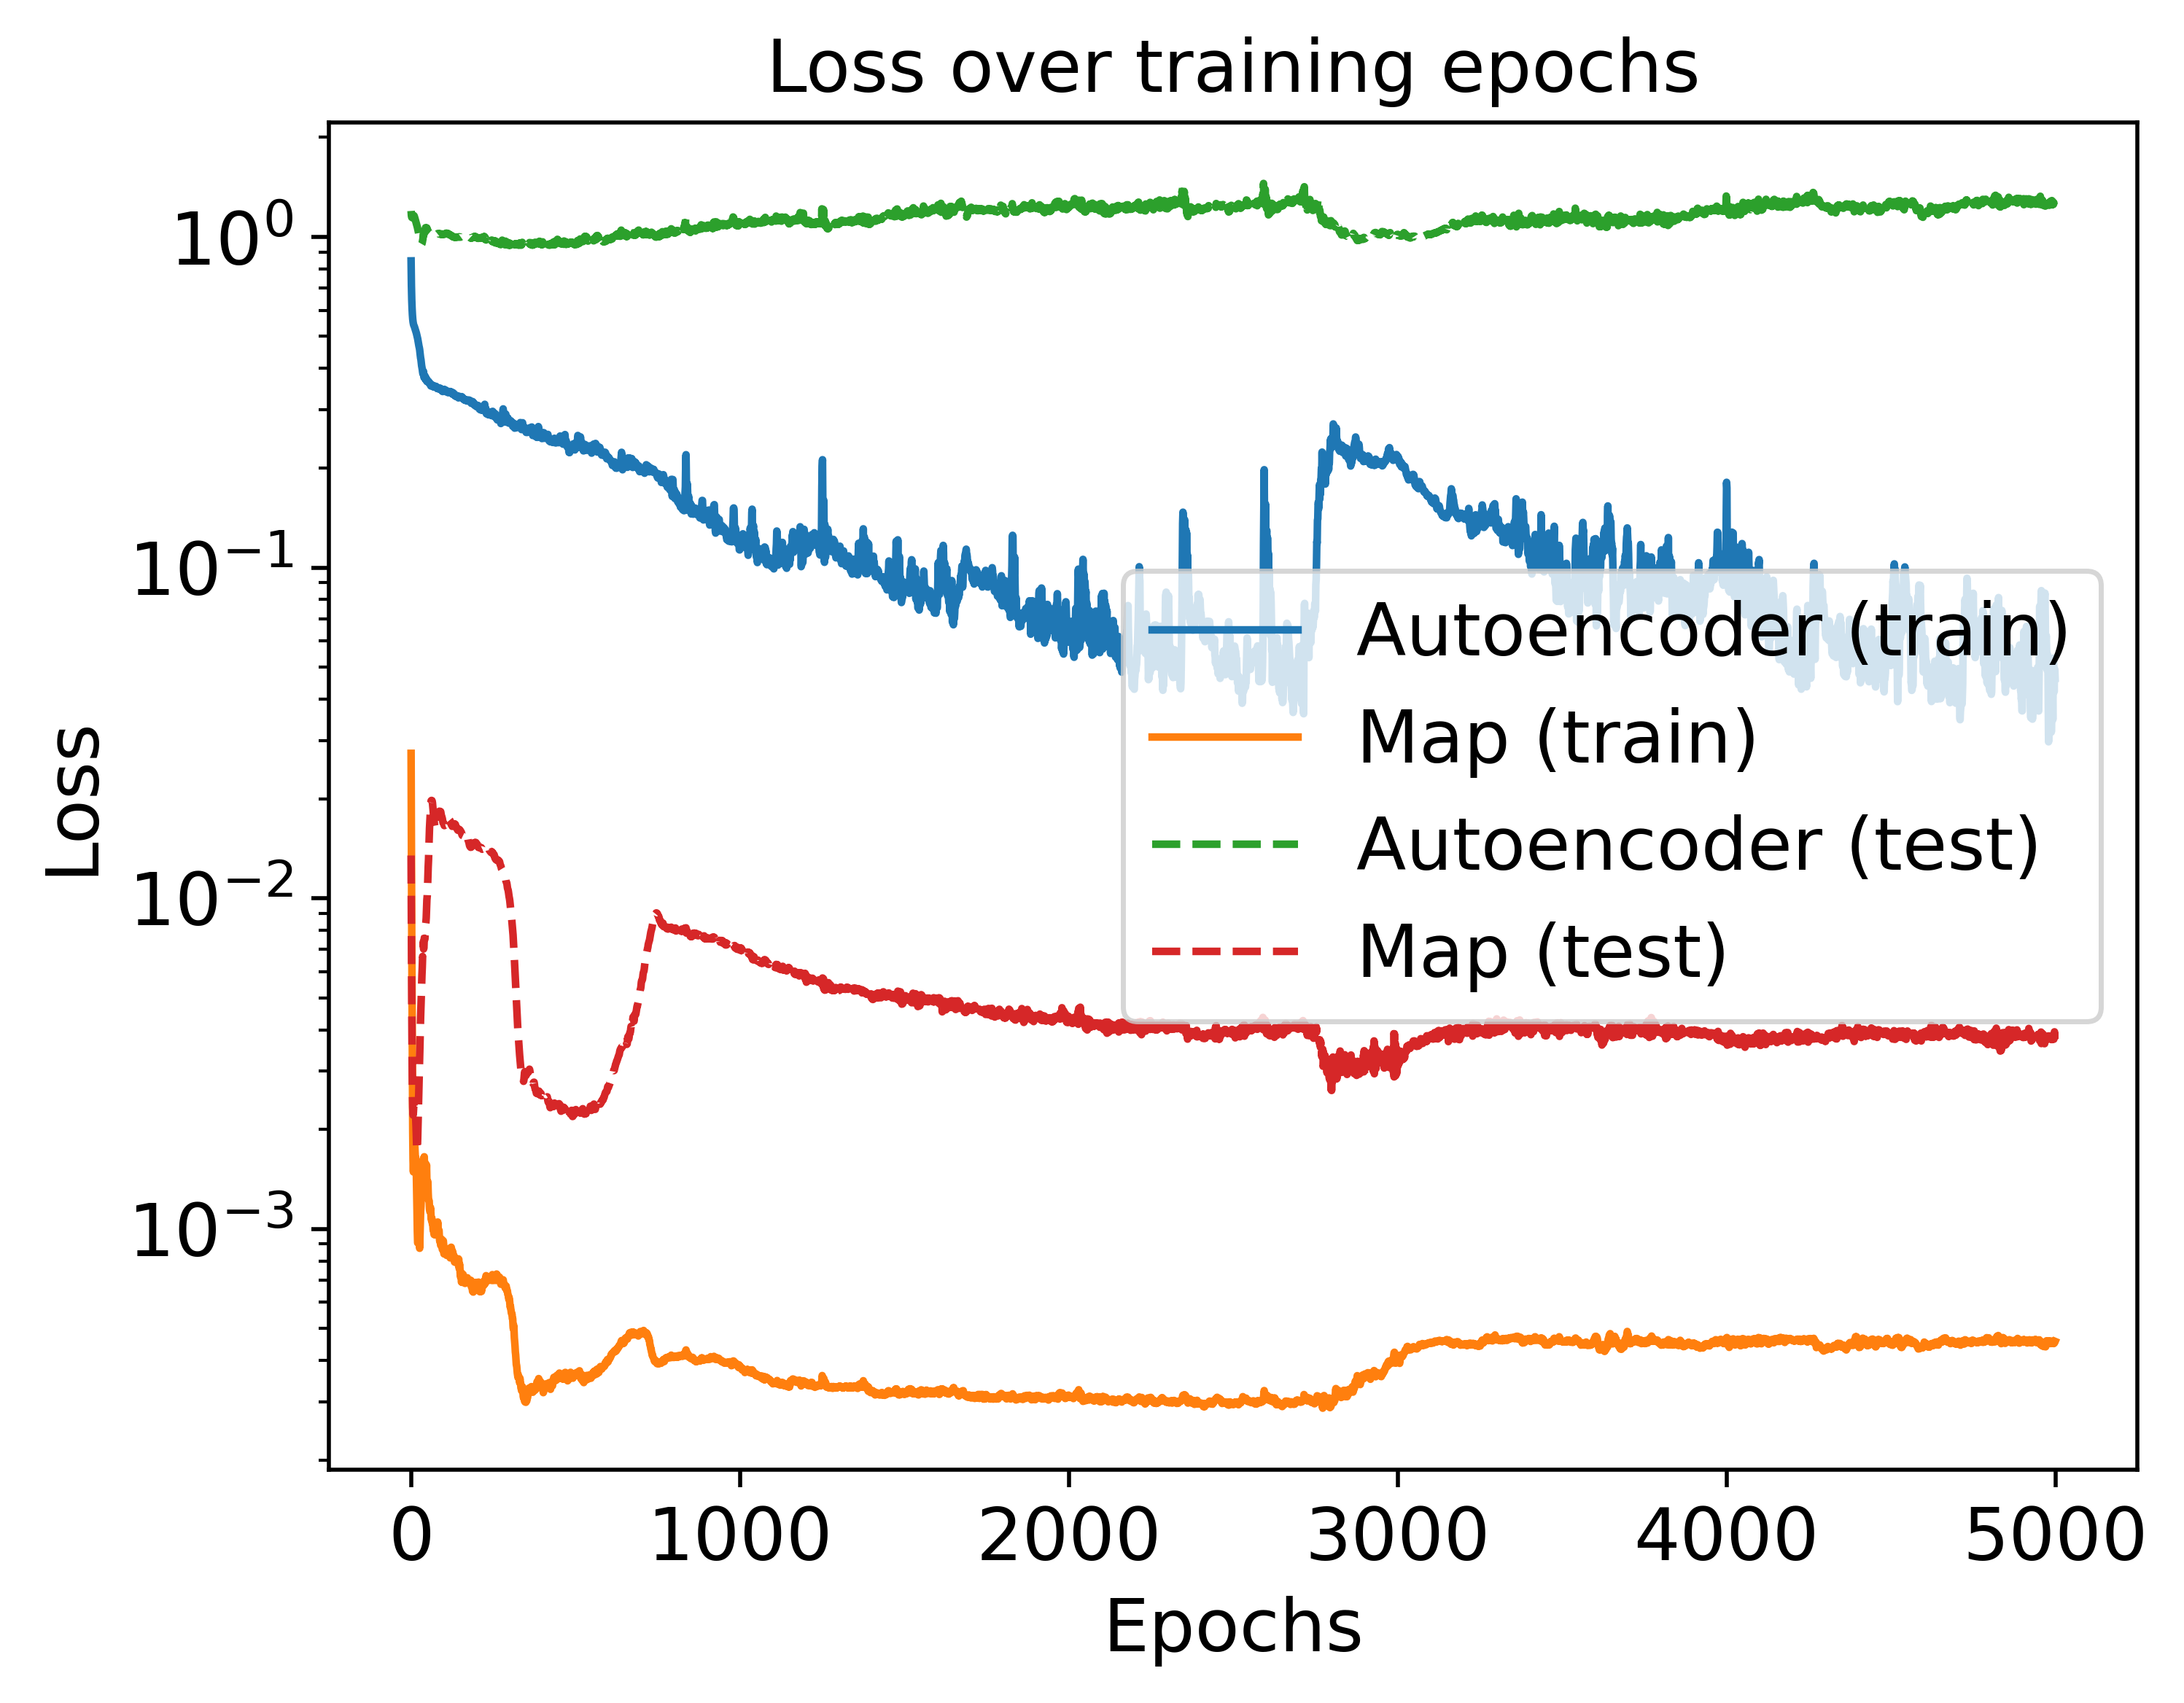 Loss over training epochs
Loss
10⁰
10⁻¹
10⁻²
10⁻³
Autoencoder (train)
Map (train)
Autoencoder (test)
Map (test)
0 1000 2000 3000 4000 5000
Epochs